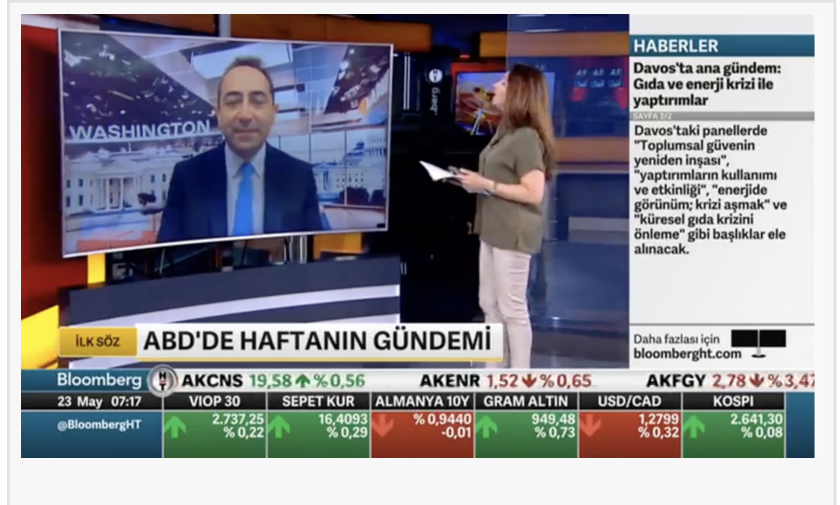 WASHINGTON
berg
HABERLER
Davos'ta ana gündem:
Gıda ve enerji krizi ile
yaptırımlar
SAYFA 2/2
Davos'taki panellerde
"Toplumsal güvenin
yeniden inşası",
"yaptırımların kullanımı
ve etkinliği", "enerjide
görünüm; krizi aşmak" ve
"küresel gıda krizini
önleme" gibi başlıklar ele
alınacak.
Daha fazlası için
bloomberght.com
İLK SÖZ
ABD'DE HAFTANIN GÜNDEMİ
Bloomberg HT AKCNS 19,58 %0,56 AKENR 1,52 %0,65 AKFGY 2,78 %3,47
23 May 07:17 VIOP 30 SEPET KUR ALMANYA 10Y GRAM ALTIN USD/CAD KOSPI
@BloombergHT 2.737,25 16,4093 % 0,9440 949,48 1,2799 2.641,30
% 0,22 % 0,29 -0,01 % 0,73 % 0,32 % 0,08